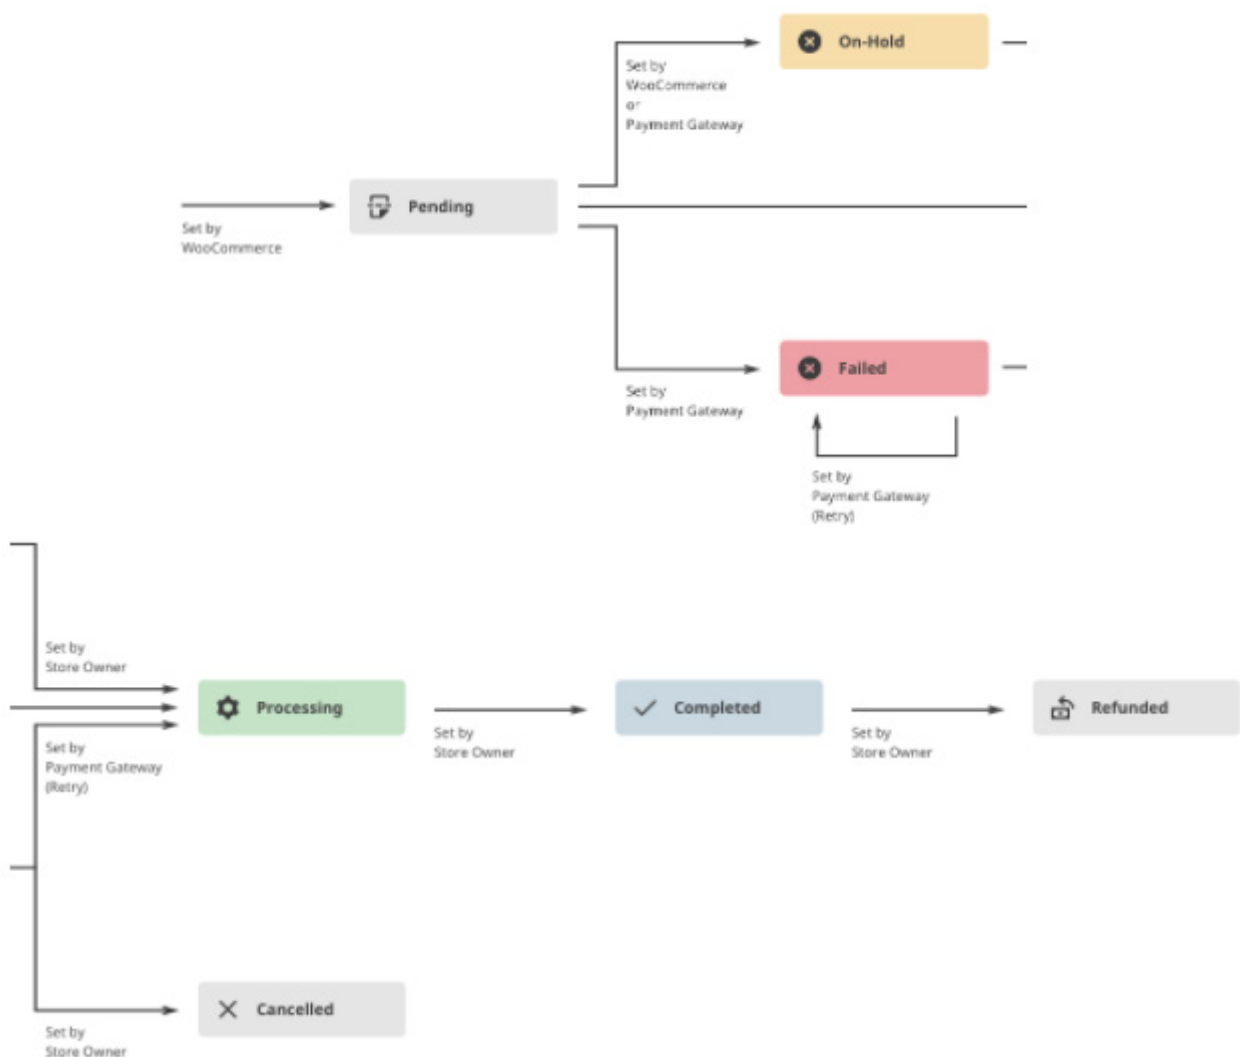 On-Hold
Set by
WooCommerce
or
Payment Gateway
Pending
Set by
WooCommerce
Failed
Set by
Payment Gateway
Set by
Payment Gateway
(Retry)
Set by
Store Owner
Processing
Completed
Refunded
Set by
Store Owner
Set by
Store Owner
Set by
Payment Gateway
(Retry)
Cancelled
Set by
Store Owner